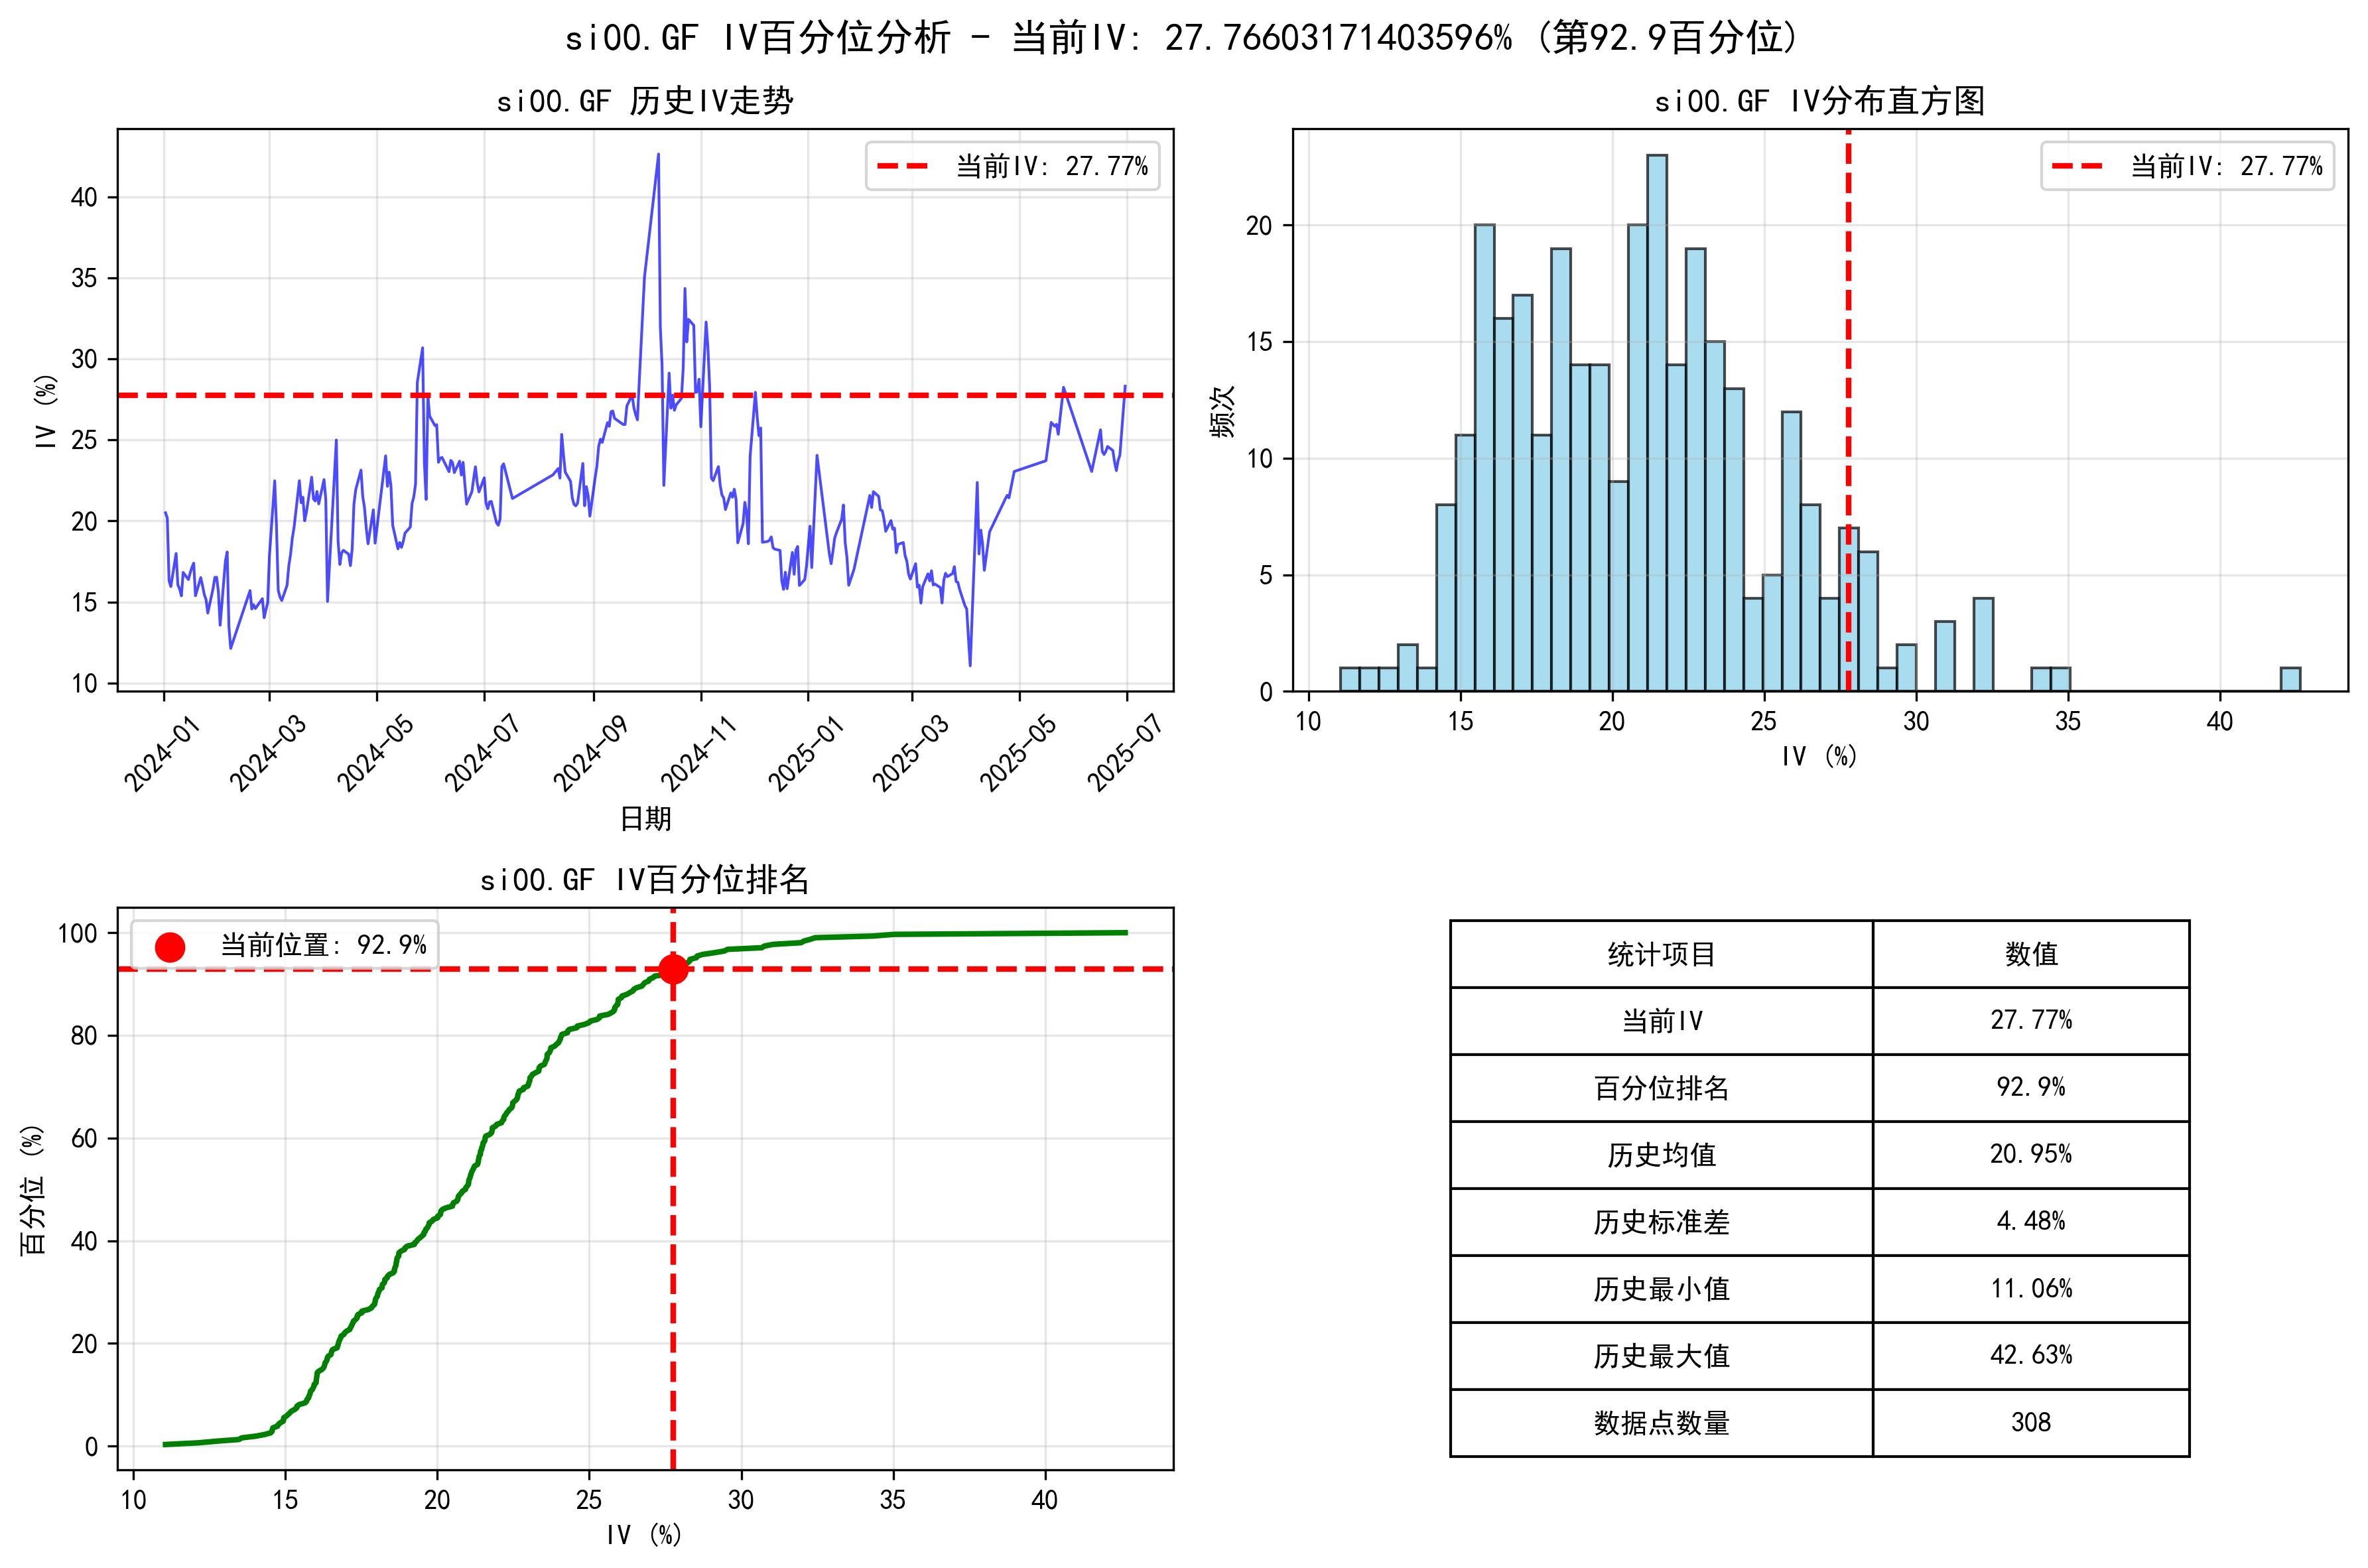 si00.GF IV百分位分析 - 当前IV: 27.76603171403596% (第92.9百分位)
si00.GF 历史IV走势
当前IV: 27.77%
IV (%)
40
35
30
25
20
15
10
2024-01
2024-03
2024-05
2024-07
2024-09
2024-11
2025-01
2025-03
2025-05
2025-07
日期
si00.GF IV分布直方图
当前IV: 27.77%
频次
20
15
10
5
0
10
15
20
25
30
35
40
IV (%)
si00.GF IV百分位排名
当前位置: 92.9%
百分位 (%)
100
80
60
40
20
0
10
15
20
25
30
35
40
IV (%)
统计项目 数值
当前IV 27.77%
百分位排名 92.9%
历史均值 20.95%
历史标准差 4.48%
历史最小值 11.06%
历史最大值 42.63%
数据点数量 308